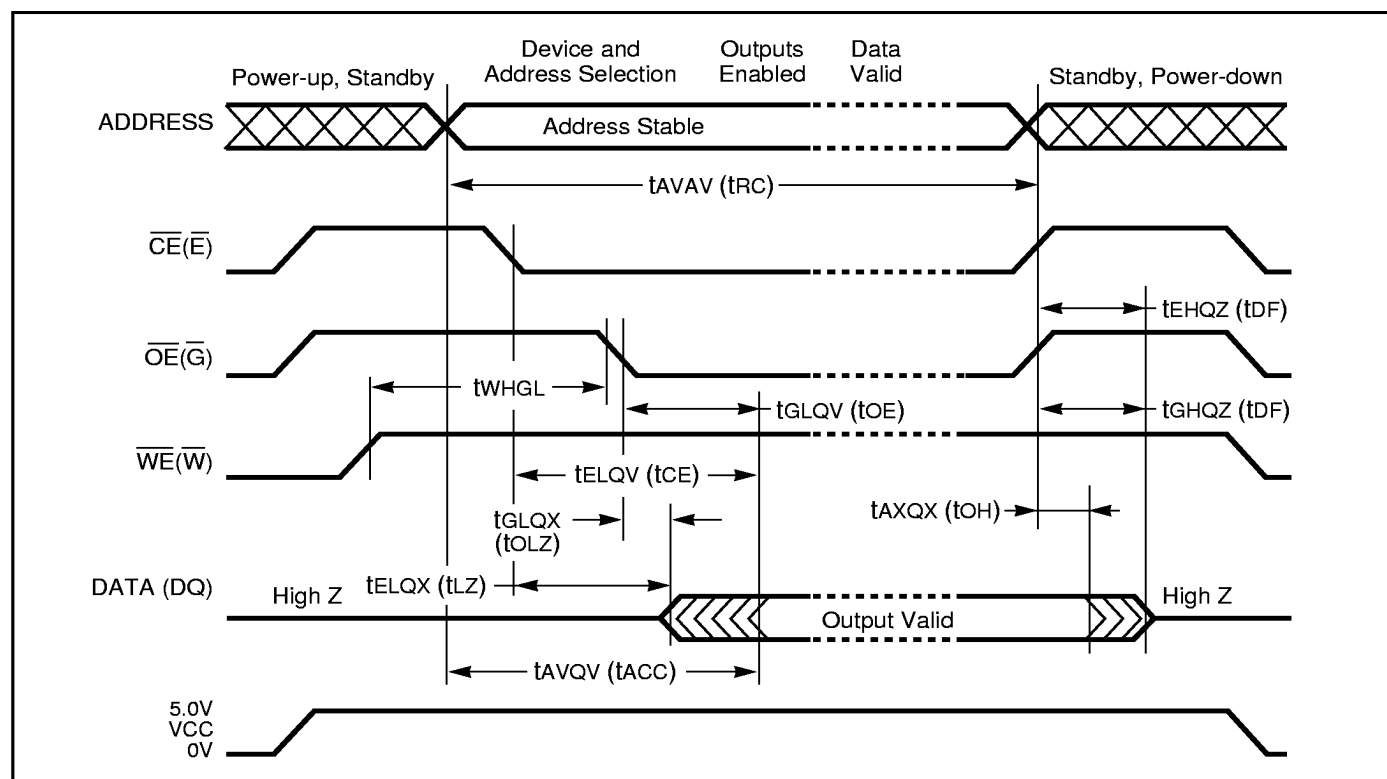 Device and
Address Selection
Outputs
Enabled
Data
Valid
Power-up, Standby
Standby, Power-down
ADDRESS
Address Stable
tAVAV (tRC)
CE(E)
tEHQZ (tDF)
OE(G)
tWHGL
tGLQV (tOE)
tGHQZ (tDF)
WE(W)
tELQV (tCE)
tGLQX
(tOLZ)
tAXQX (tOH)
tELQX (tLZ)
DATA (DQ)
High Z
Output Valid
High Z
tAVQV (tACC)
5.0V
VCC
0V